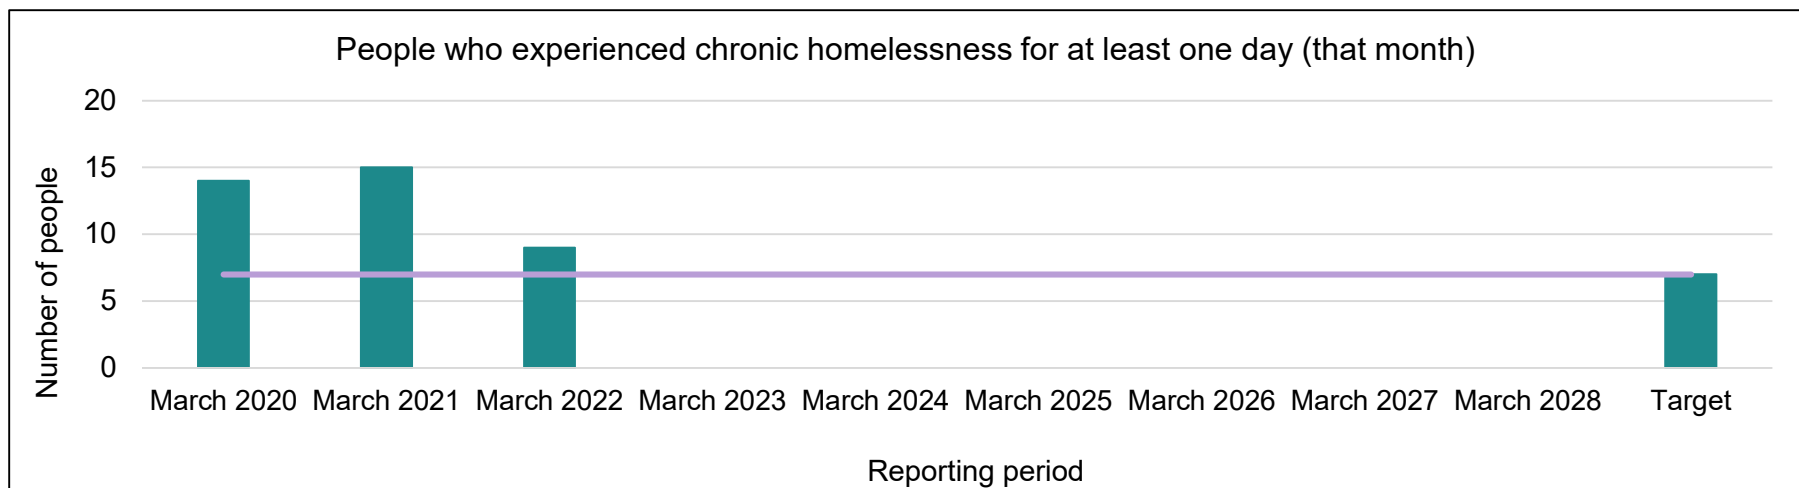 People who experienced chronic homelessness for at least one day (that month)
Number of people
20
15
10
5
0
March 2020 March 2021 March 2022 March 2023 March 2024 March 2025 March 2026 March 2027 March 2028 Target
Reporting period